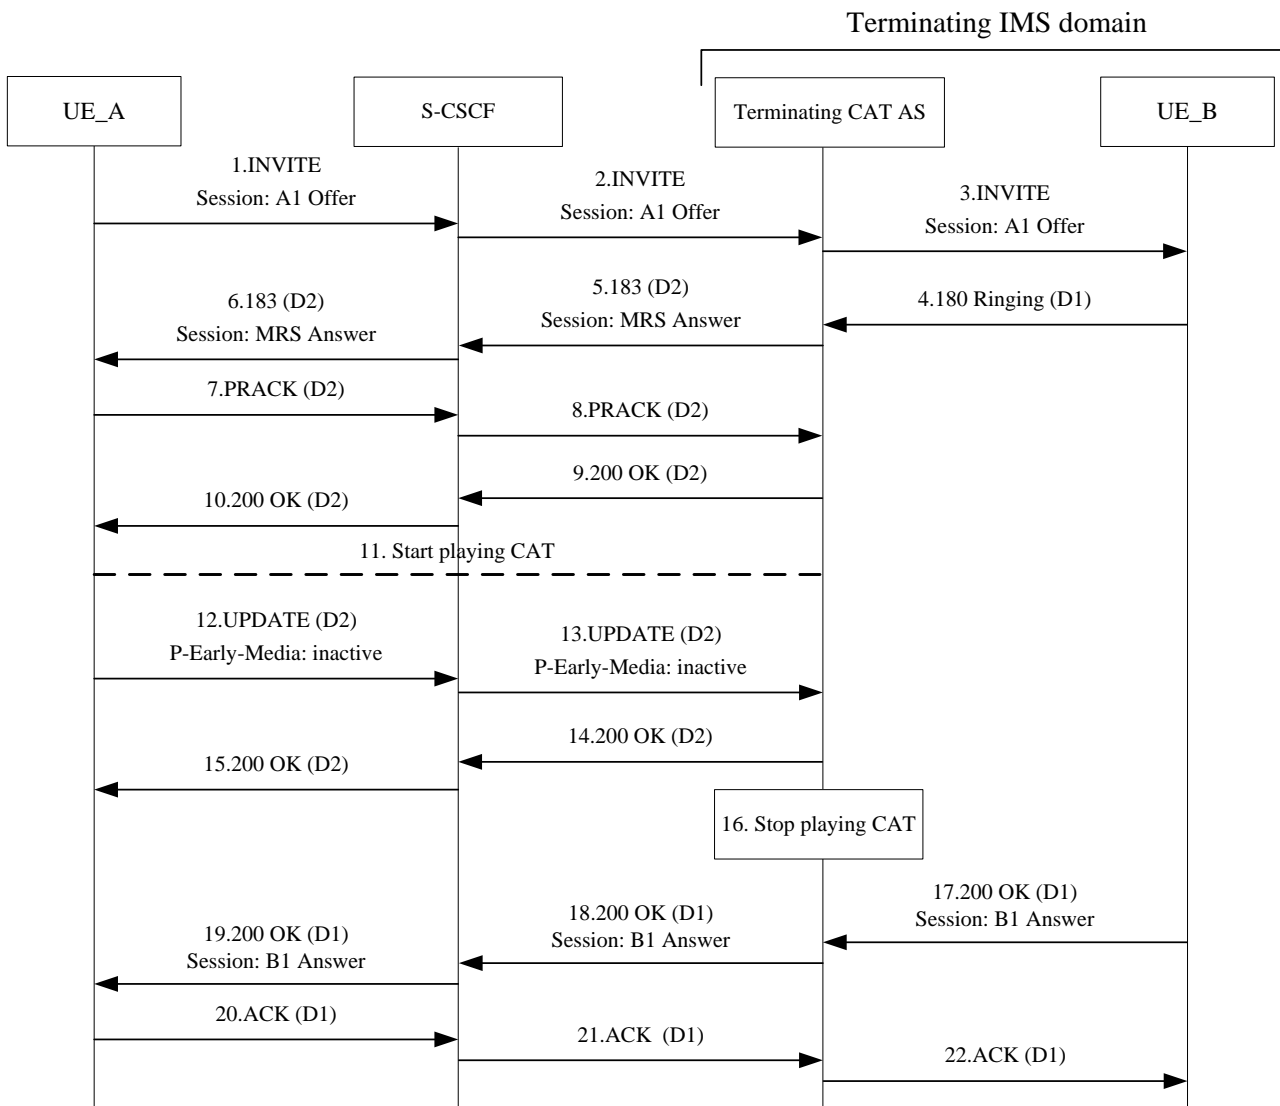 Terminating IMS domain
UE_A
S-CSCF
Terminating CAT AS
UE_B
1.INVITE
Session: A1 Offer
2.INVITE
Session: A1 Offer
3.INVITE
Session: A1 Offer
4.180 Ringing (D1)
5.183 (D2)
Session: MRS Answer
6.183 (D2)
Session: MRS Answer
7.PRACK (D2)
8.PRACK (D2)
9.200 OK (D2)
10.200 OK (D2)
11. Start playing CAT
12.UPDATE (D2)
P-Early-Media: inactive
13.UPDATE (D2)
P-Early-Media: inactive
14.200 OK (D2)
15.200 OK (D2)
16. Stop playing CAT
17.200 OK (D1)
Session: B1 Answer
18.200 OK (D1)
Session: B1 Answer
19.200 OK (D1)
Session: B1 Answer
20.ACK (D1)
21.ACK (D1)
22.ACK (D1)